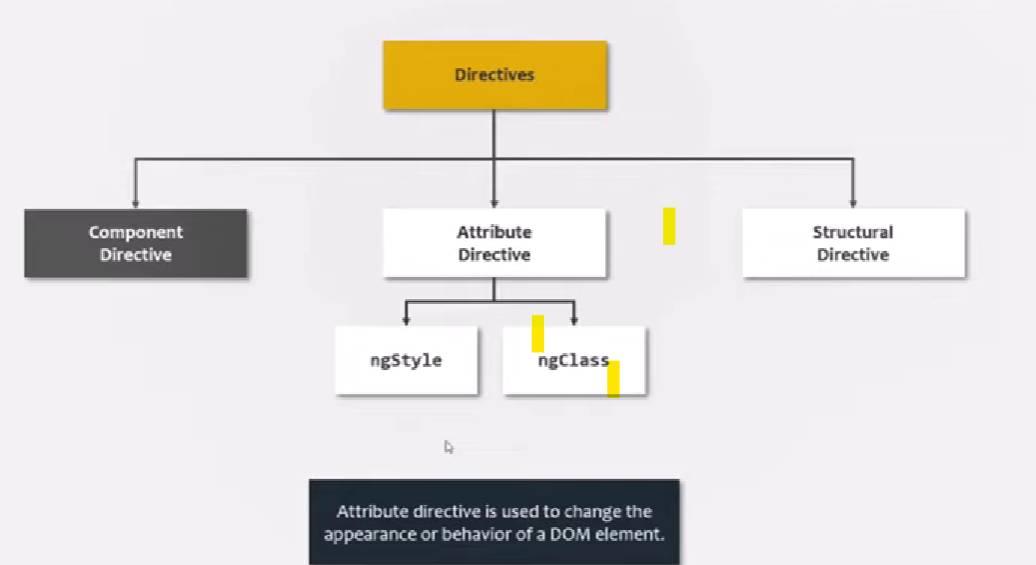 Directives
Component
Directive
Attribute
Directive
Structural
Directive
ngStyle
ngClass
Attribute directive is used to change the
appearance or behavior of a DOM element.